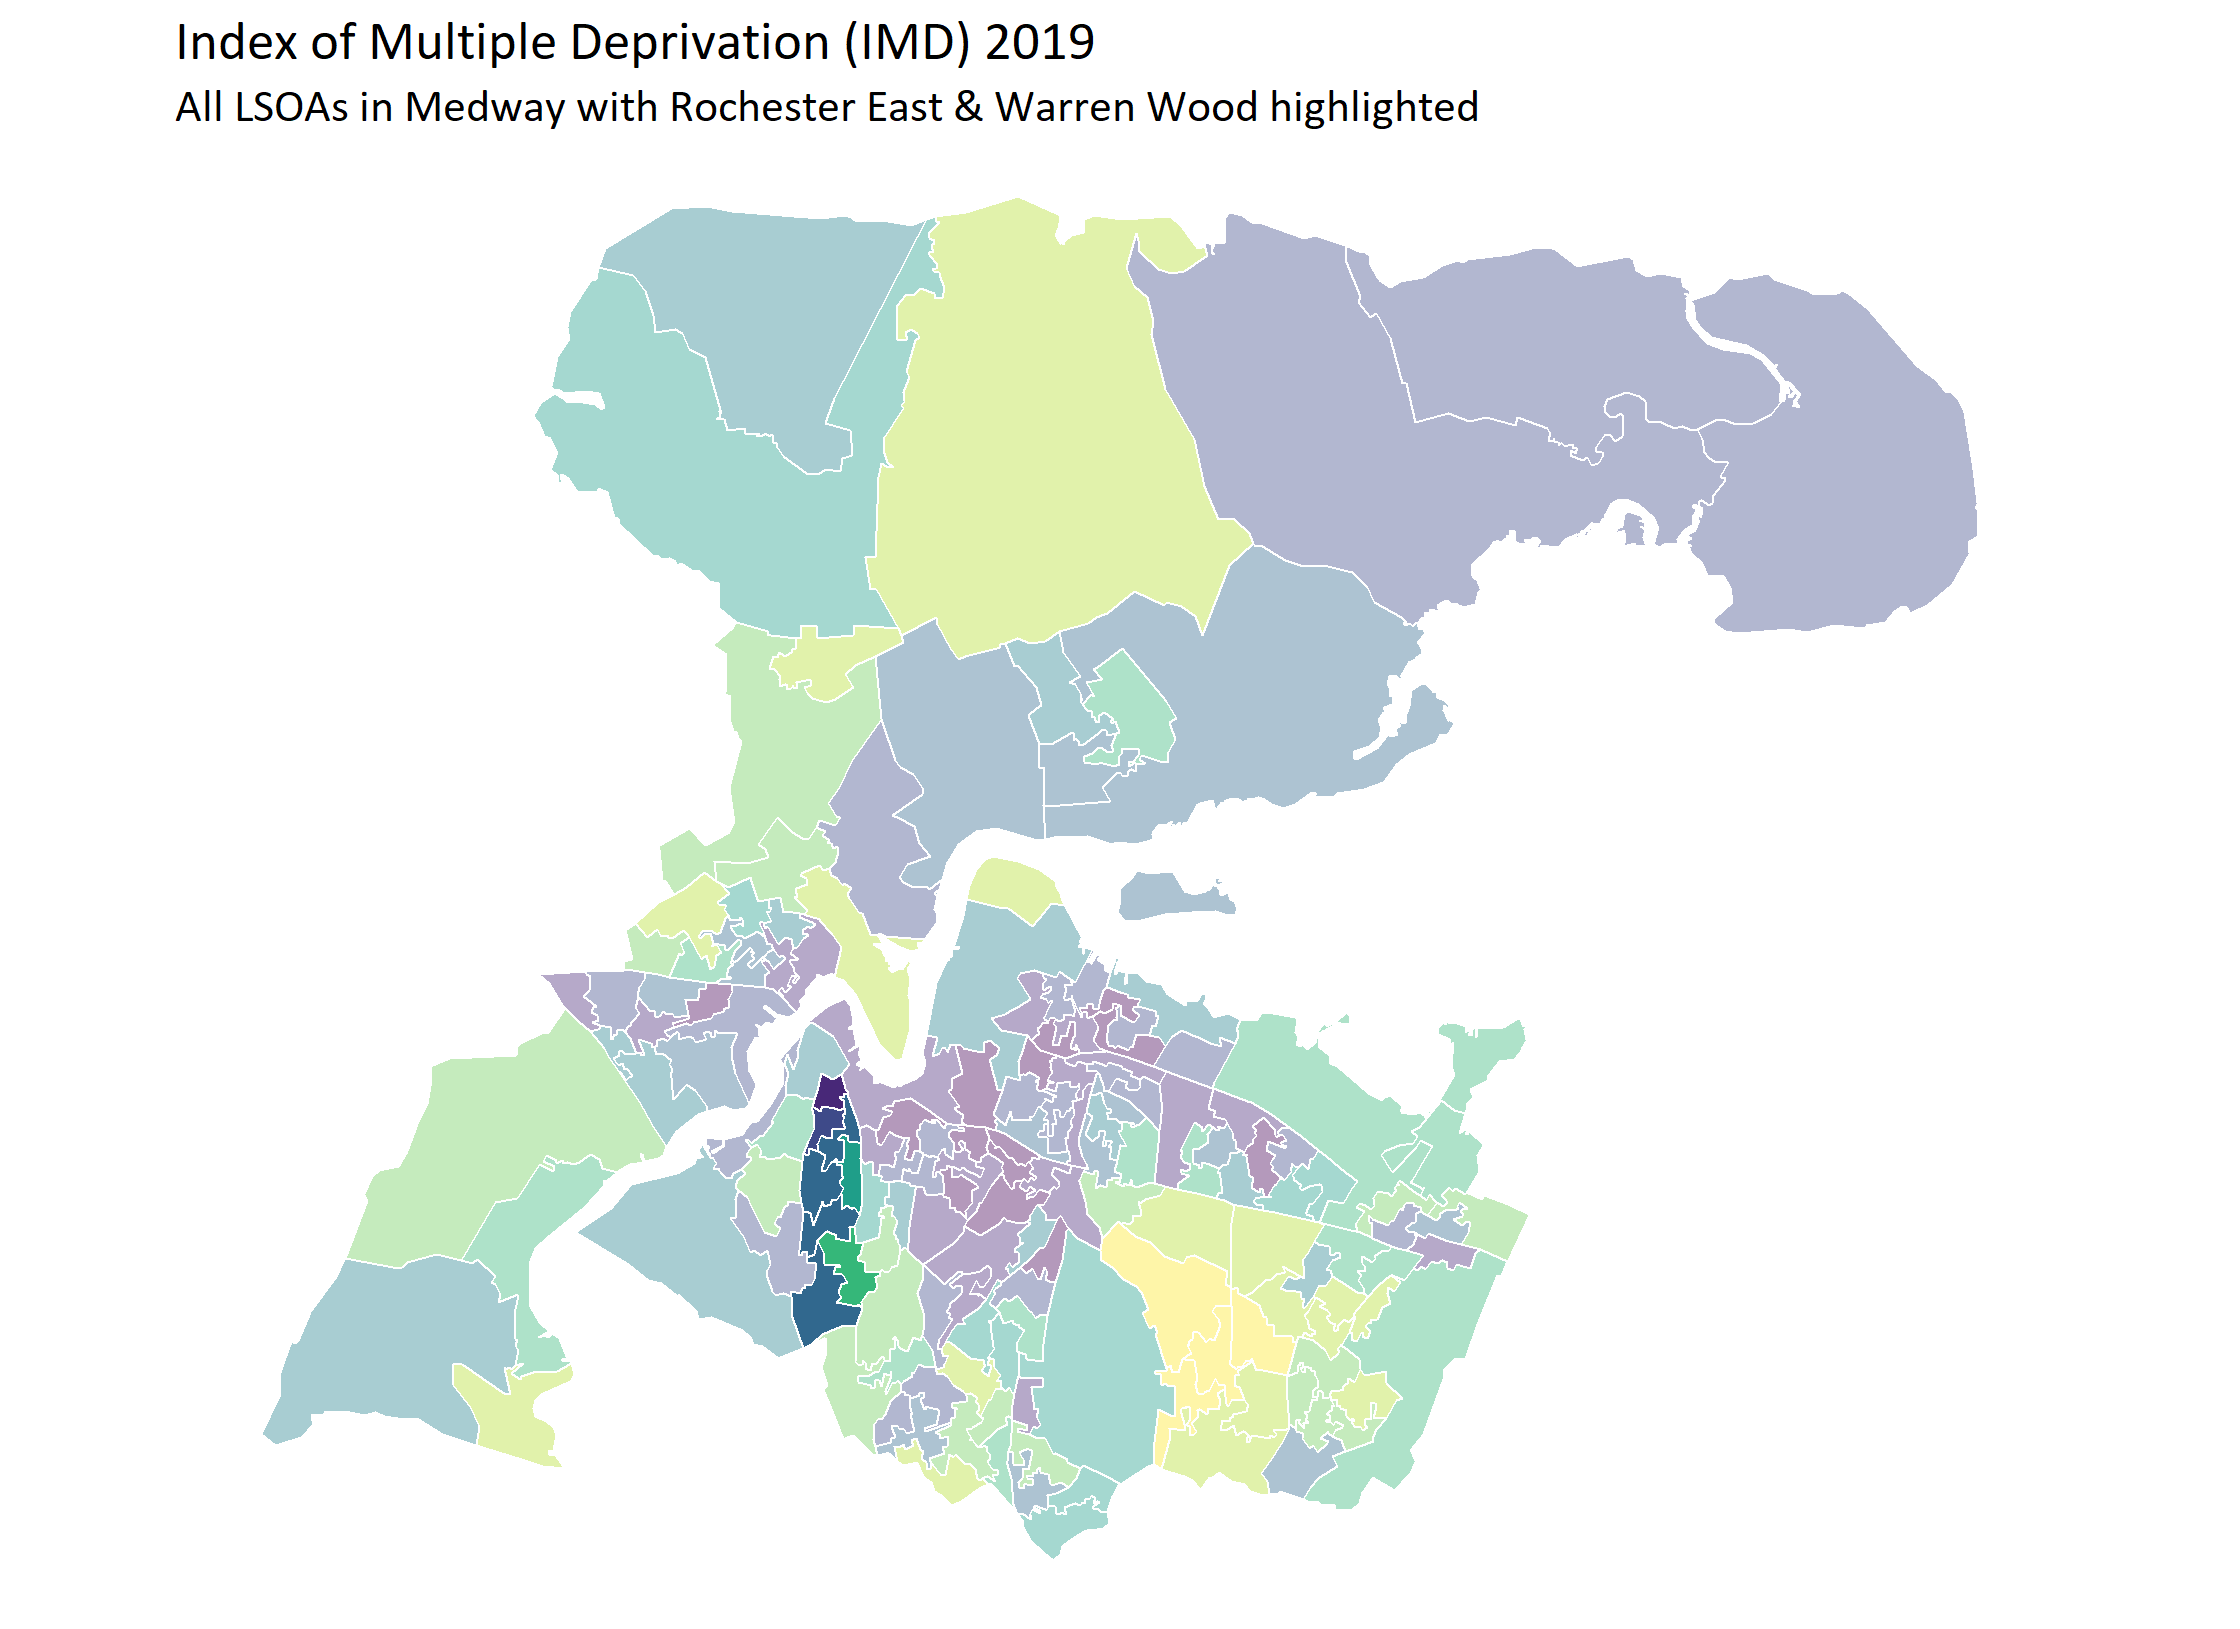 Index of Multiple Deprivation (IMD) 2019
All LSOAs in Medway with Rochester East & Warren Wood highlighted